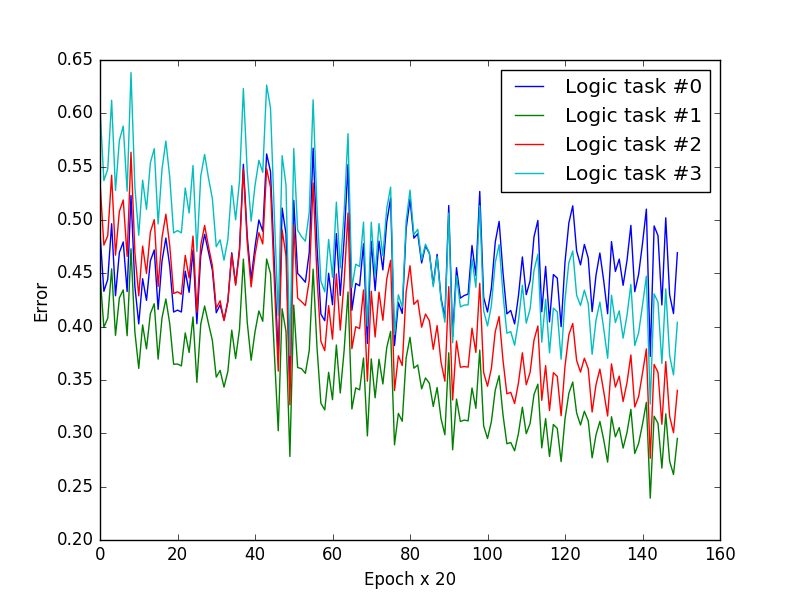 0.65
0.60
0.55
0.50
0.45
0.40
0.35
0.30
0.25
0.20
Error
Logic task #0
Logic task #1
Logic task #2
Logic task #3
0 20 40 60 80 100 120 140 160
Epoch x 20